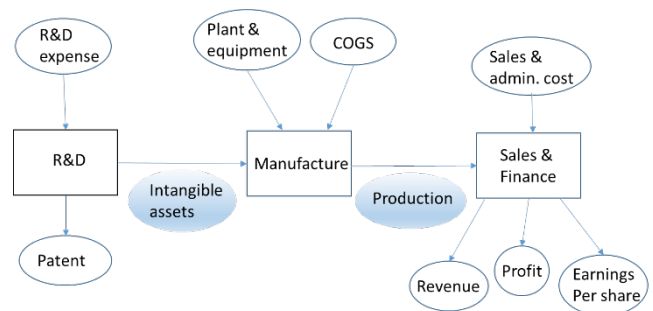 R&D
expense
Plant &
equipment
COGS
Sales &
admin. cost
R&D
Manufacture
Sales &
Finance
Intangible
assets
Production
Patent
Revenue
Profit
Earnings
Per share